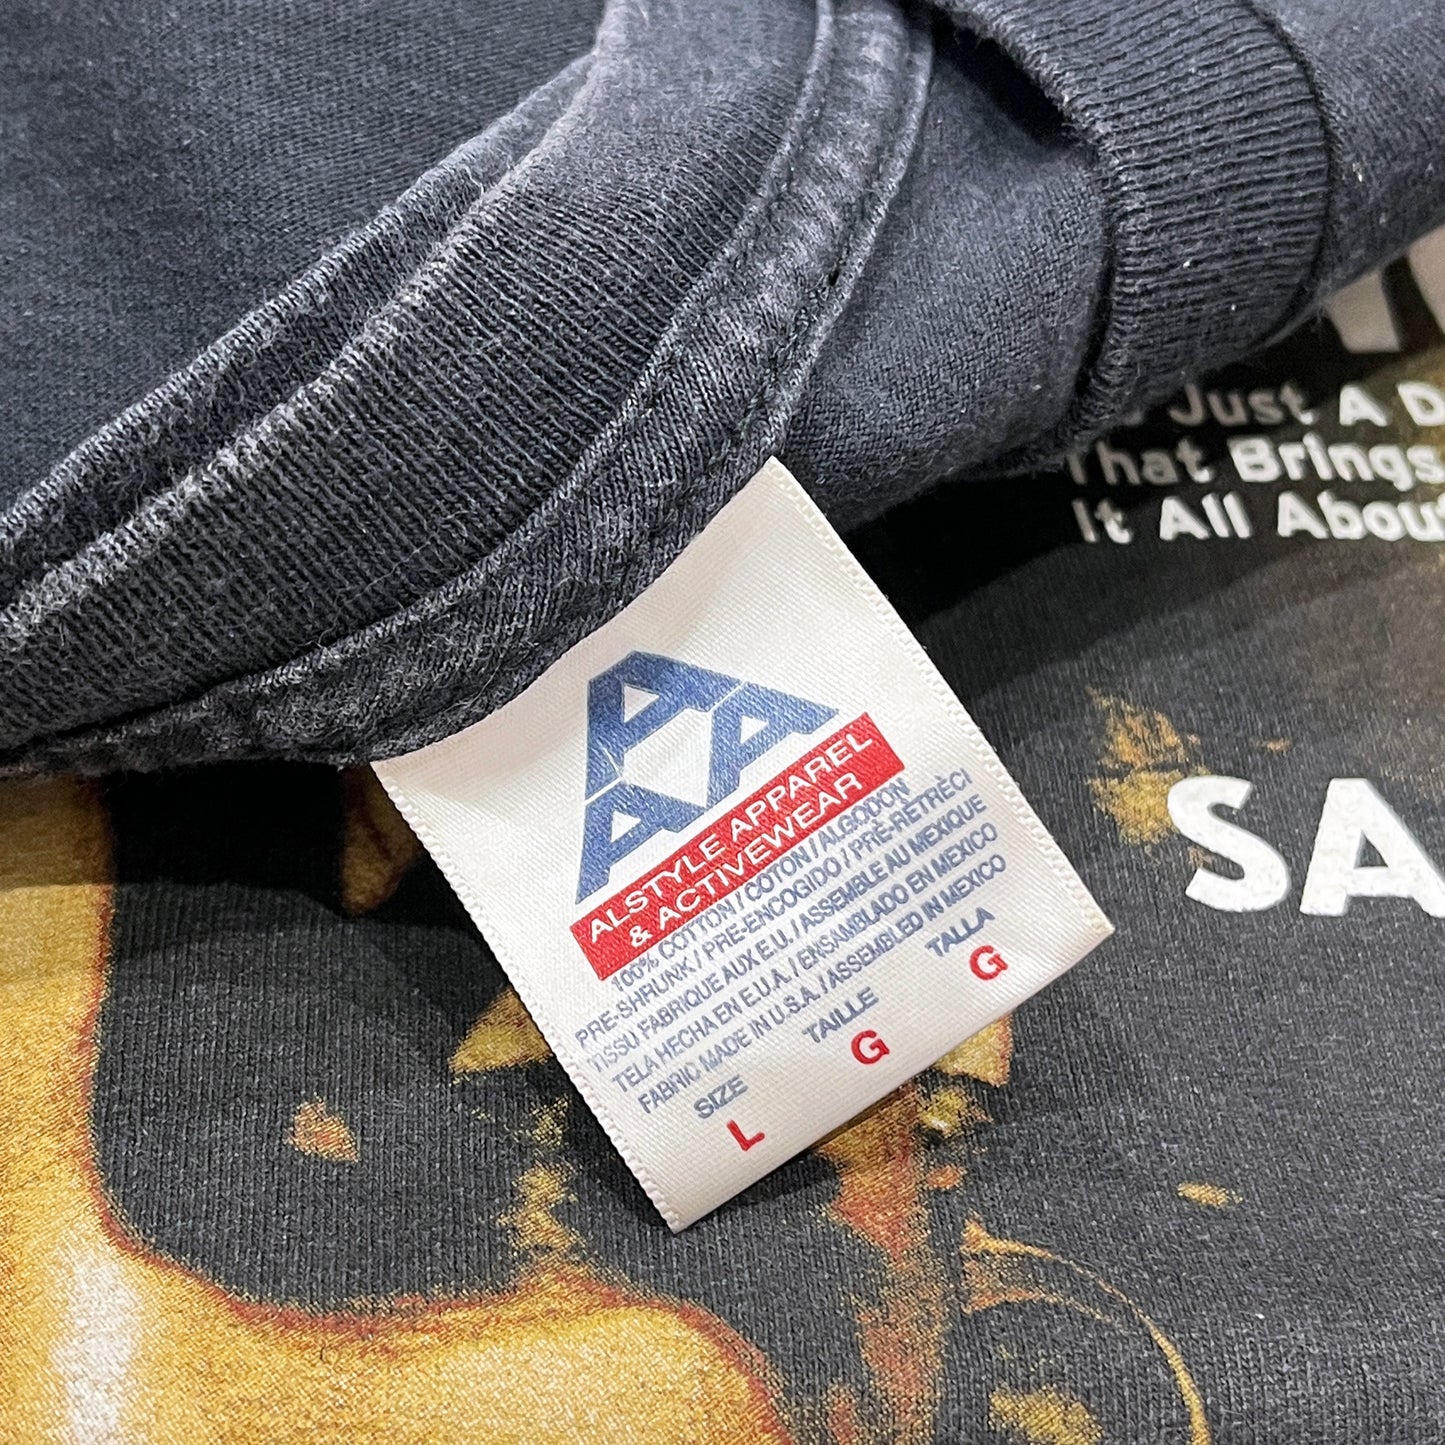 Just A D
That Brings
It All About
SA
A
A A
ALSTYLE APPAREL
& ACTIVEWEAR
100% COTTON / COTON / ALGODON
PRE-SHRUNK / PRE-ENCOGIDO / PRÉ-RETRÈCI
TISSU FABRIQUE AUX E.U. / ASSEMBLE AU MEXIQUE
TELA HECHA EN E.U.A. / ENSAMBLADO EN MEXICO
FABRIC MADE IN U.S.A. / ASSEMBLED IN MEXICO
SIZE TAILLE TALLA
L G G